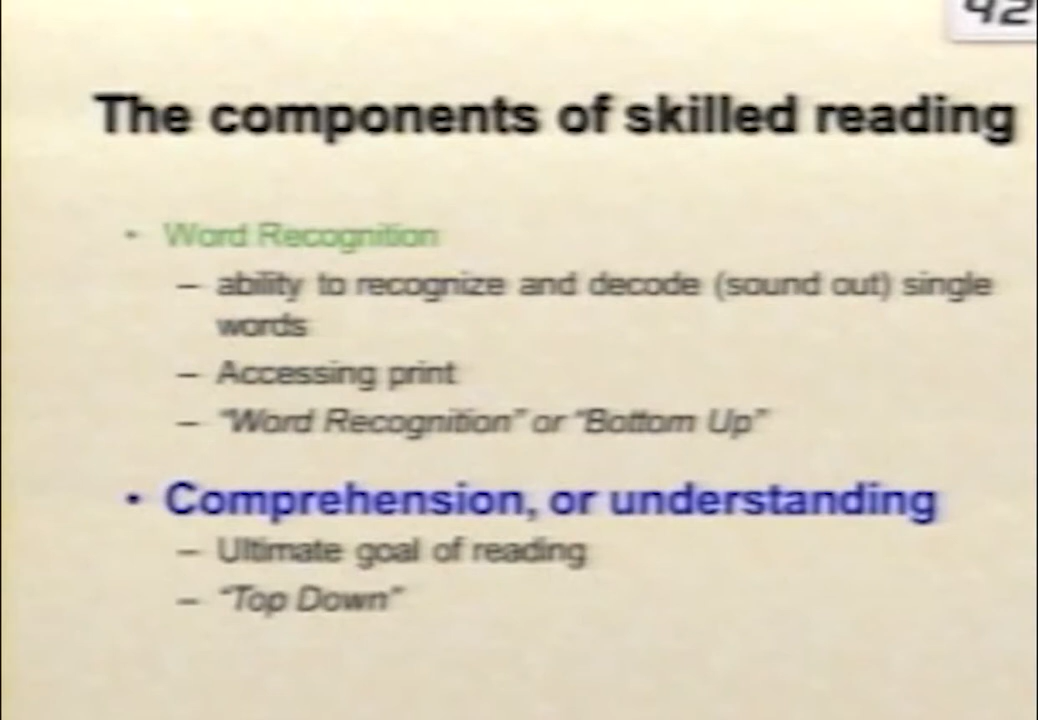 42
The components of skilled reading
• Word Recognition
– ability to recognize and decode (sound out) single
words
– Accessing print
– “Word Recognition” or “Bottom Up”
• Comprehension, or understanding
– Ultimate goal of reading
– “Top Down”